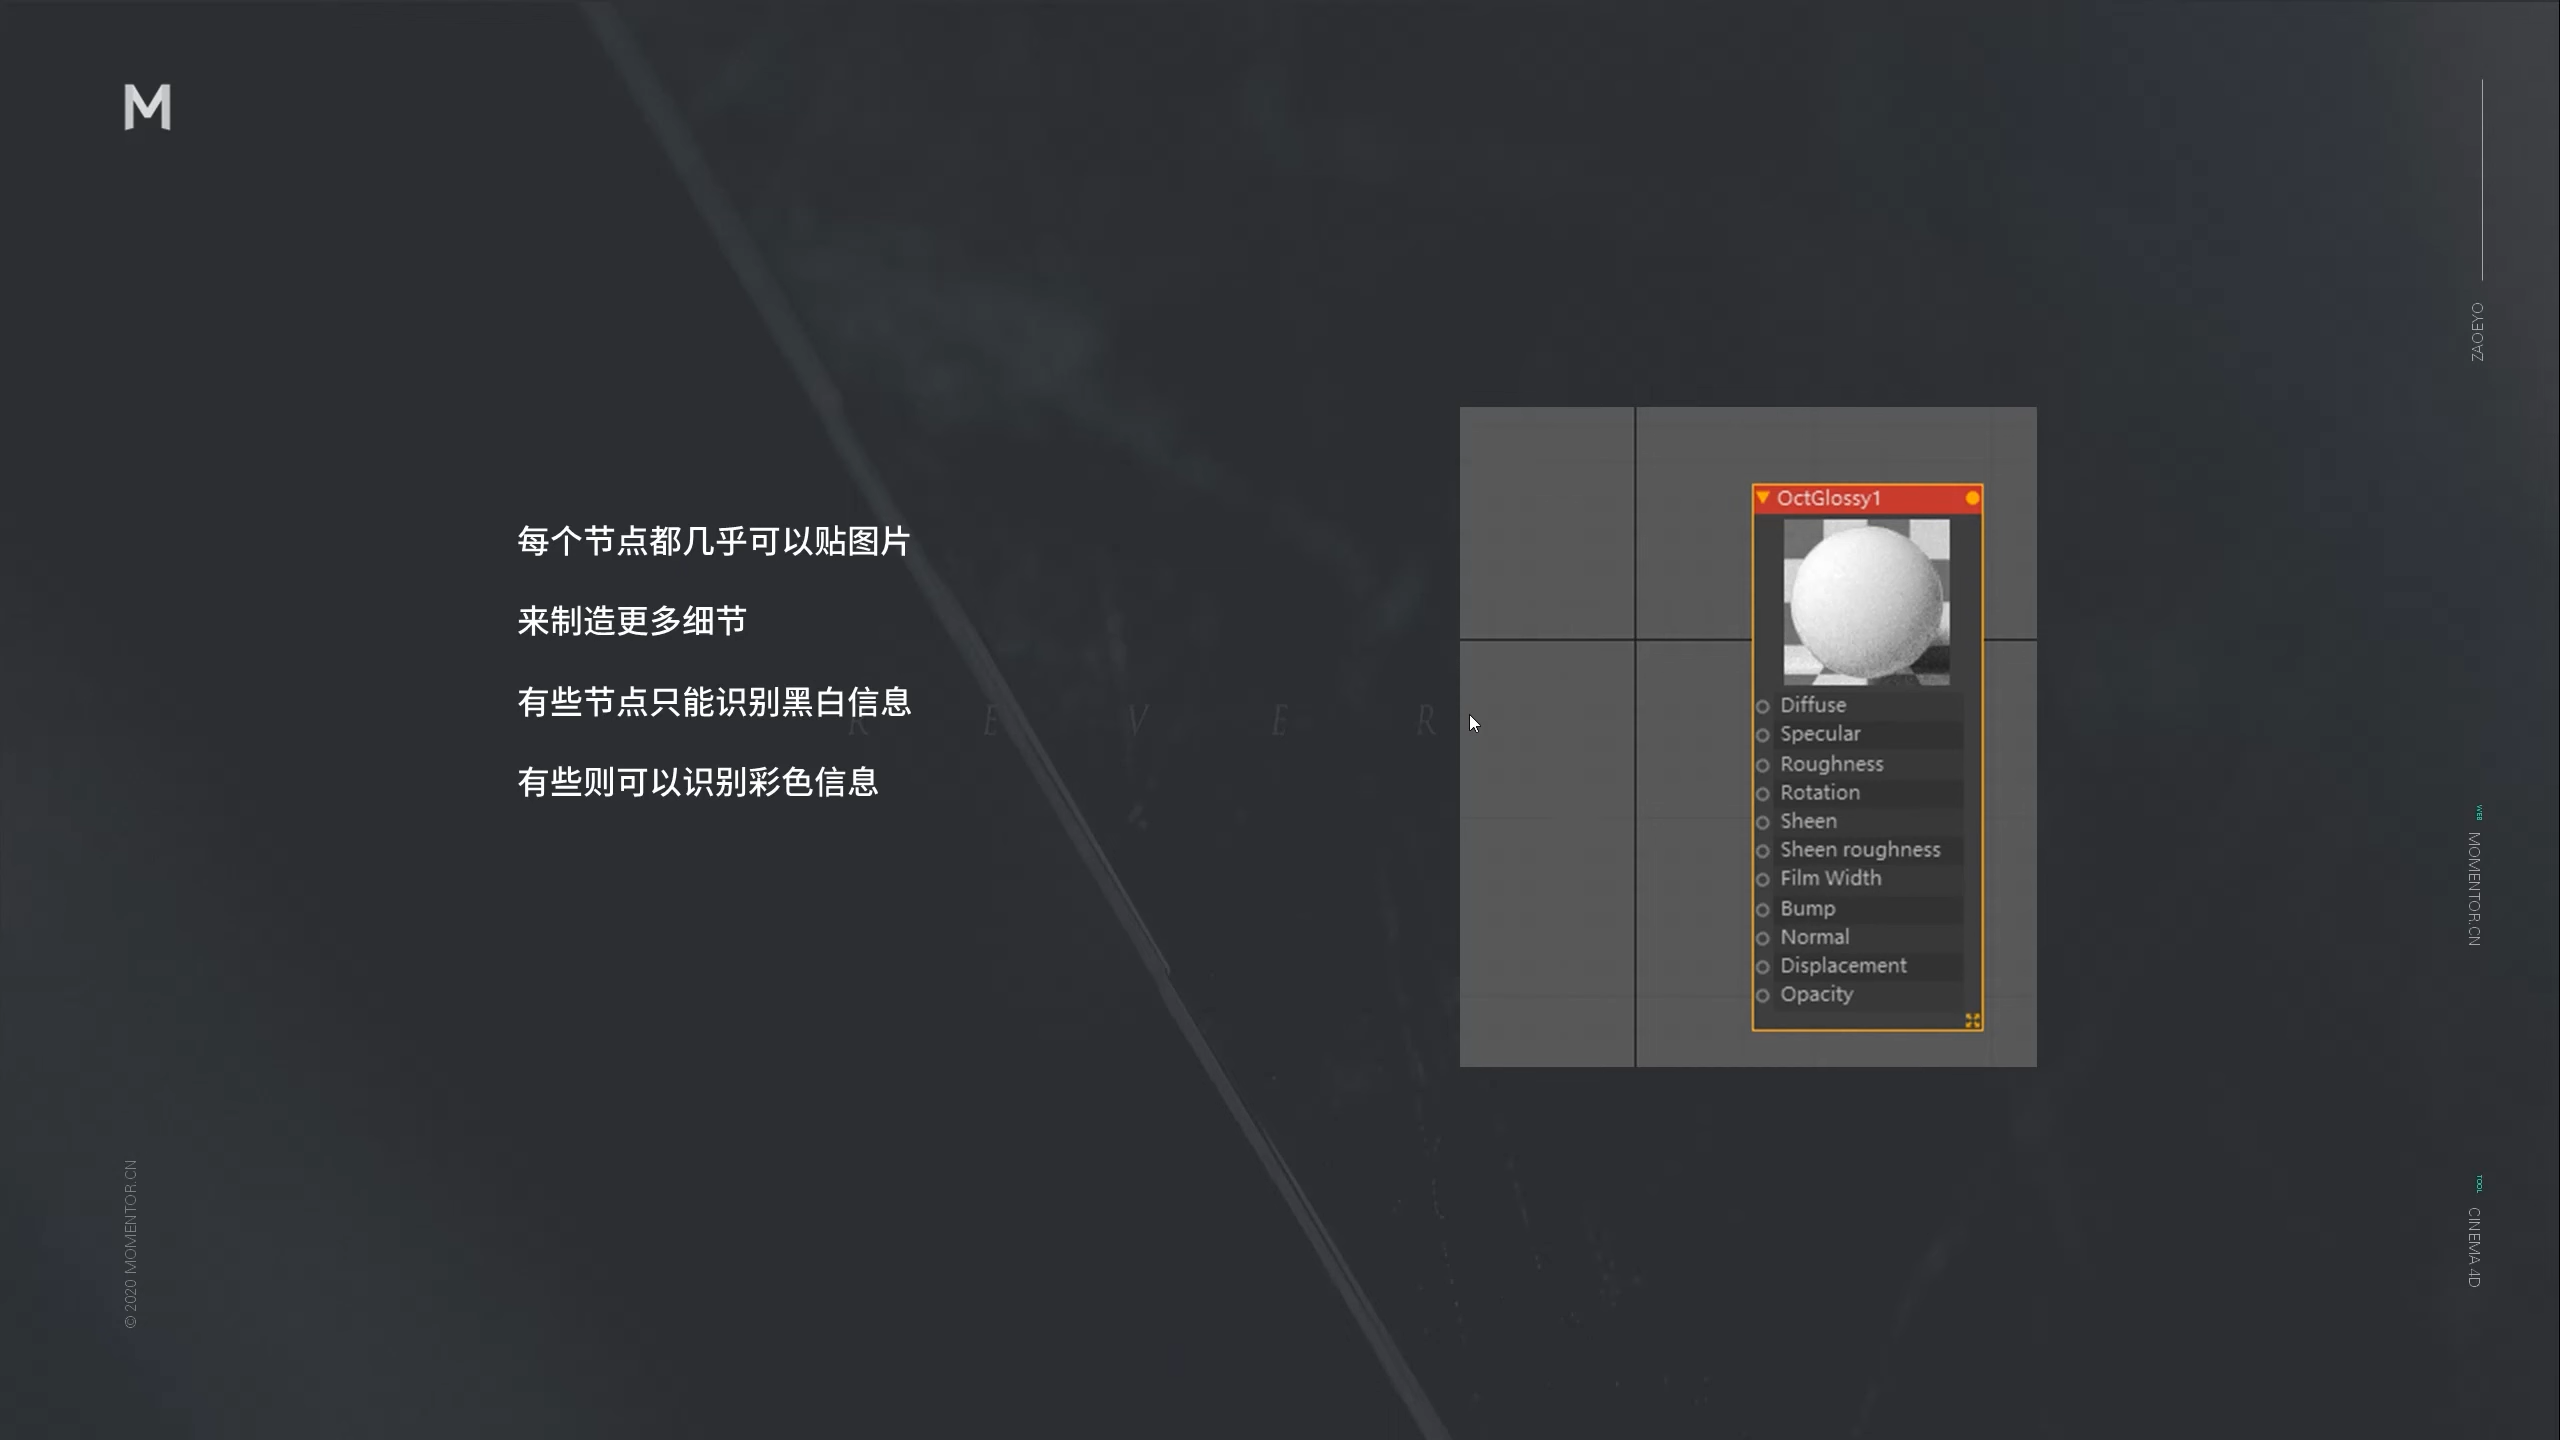 M
每个节点都几乎可以贴图片
来制造更多细节
有些节点只能识别黑白信息
有些则可以识别彩色信息
R E V E R
OctGlossy1
Diffuse
Specular
Roughness
Rotation
Sheen
Sheen roughness
Film Width
Bump
Normal
Displacement
Opacity
ZAOEYO
WEB MOMENTOR.CN
TOOL CINEMA 4D
© 2020 MOMENTOR.CN